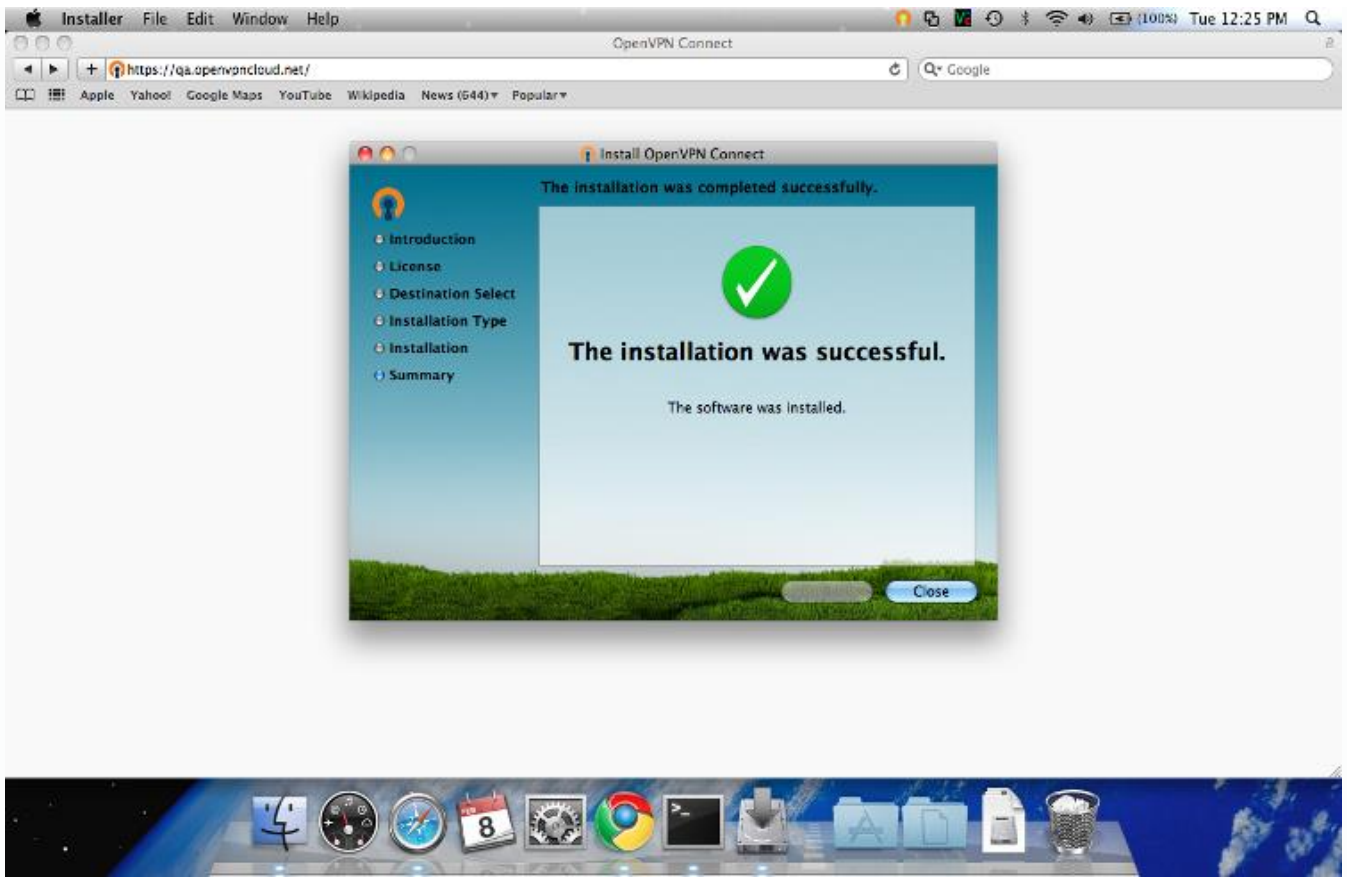 Installer File Edit Window Help (100%) Tue 12:25 PM
OpenVPN Connect
https://qa.openvpncloud.net/ Google
Apple Yahoo! Google Maps YouTube Wikipedia News (644) Popular
Install OpenVPN Connect
The installation was completed successfully.
Introduction
License
Destination Select
Installation Type
Installation
Summary
The installation was successful.
The software was installed.
Close
8